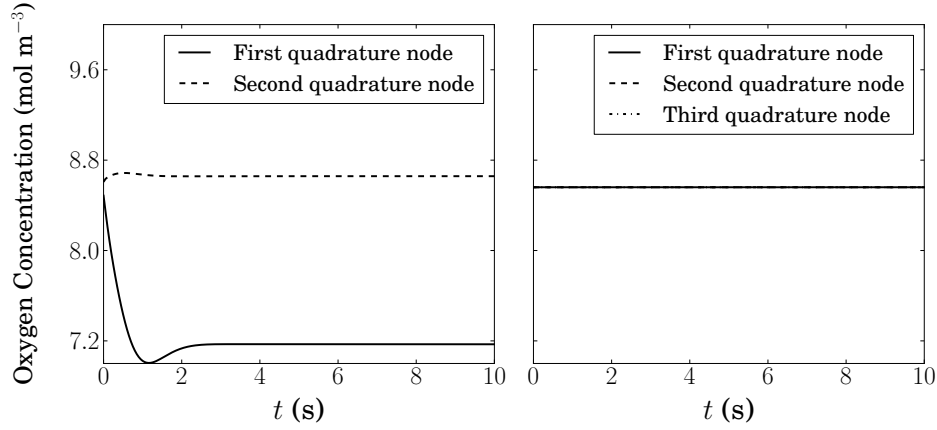 Oxygen Concentration (mol m⁻³)
9.6
8.8
8.0
7.2
First quadrature node
Second quadrature node
0 2 4 6 8 10
t (s)
First quadrature node
Second quadrature node
Third quadrature node
0 2 4 6 8 10
t (s)